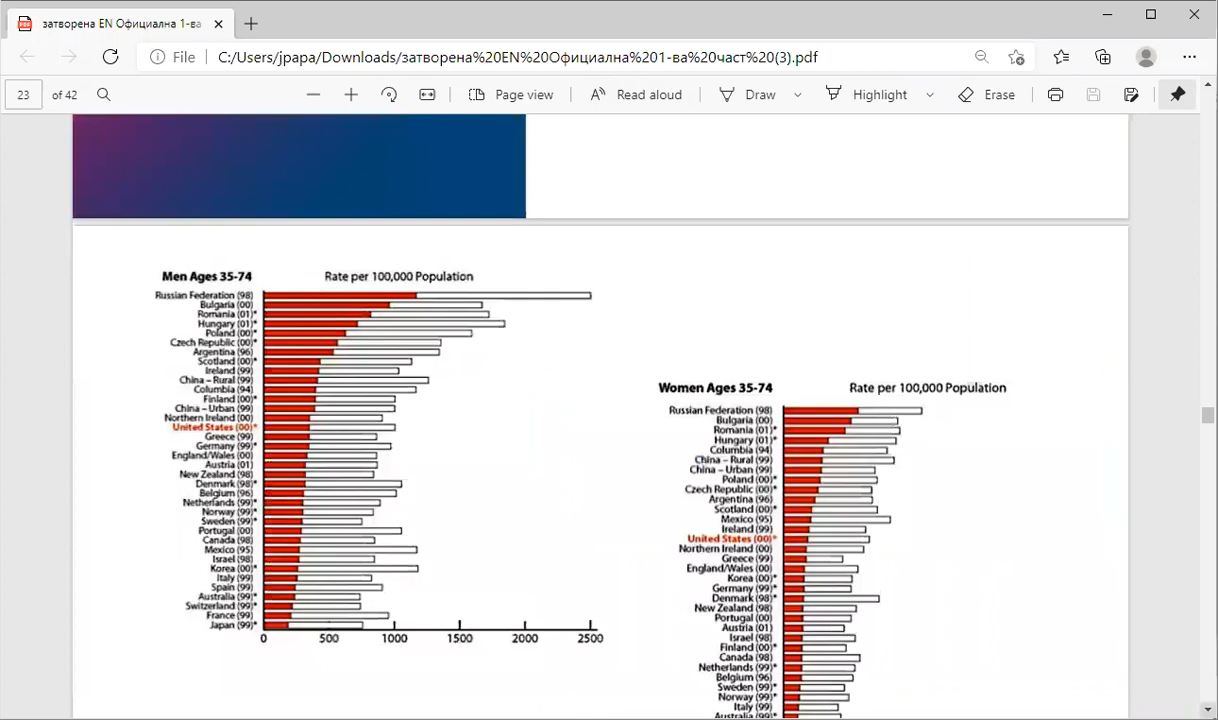 затворена EN Официална 1-ва
File C:/Users/jpapa/Downloads/затворена%20EN%20Официална%201-ва%20част%20(3).pdf
23 of 42 Page view Read aloud Draw Highlight Erase
Men Ages 35-74 Rate per 100,000 Population
Russian Federation (98)
Bulgaria (00)
Romania (01)*
Hungary (01)*
Poland (00)*
Czech Republic (00)*
Argentina (96)
Scotland (00)*
Ireland (99)
China – Rural (99)
Columbia (94)
Finland (00)*
China – Urban (99)
Northern Ireland (00)
United States (00)*
Greece (99)
Germany (99)*
England/Wales (00)
Austria (01)
New Zealand (98)
Denmark (98)*
Belgium (96)
Netherlands (99)*
Norway (99)*
Sweden (99)*
Portugal (00)
Canada (98)
Mexico (95)
Israel (98)
Korea (00)*
Italy (99)
Spain (99)
Australia (99)*
Switzerland (99)*
France (99)
Japan (99)*
0 500 1000 1500 2000 2500
Women Ages 35-74 Rate per 100,000 Population
Russian Federation (98)
Bulgaria (00)
Romania (01)*
Hungary (01)*
Columbia (94)
China – Rural (99)
China – Urban (99)
Poland (00)*
Czech Republic (00)*
Argentina (96)
Scotland (00)*
Mexico (95)
Ireland (99)
United States (00)*
Northern Ireland (00)
Greece (99)
England/Wales (00)
Korea (00)*
Germany (99)*
Denmark (98)*
New Zealand (98)
Portugal (00)
Austria (01)
Israel (98)
Finland (00)*
Canada (98)
Netherlands (99)*
Belgium (96)
Sweden (99)*
Norway (99)*
Italy (99)
Australia (99)*